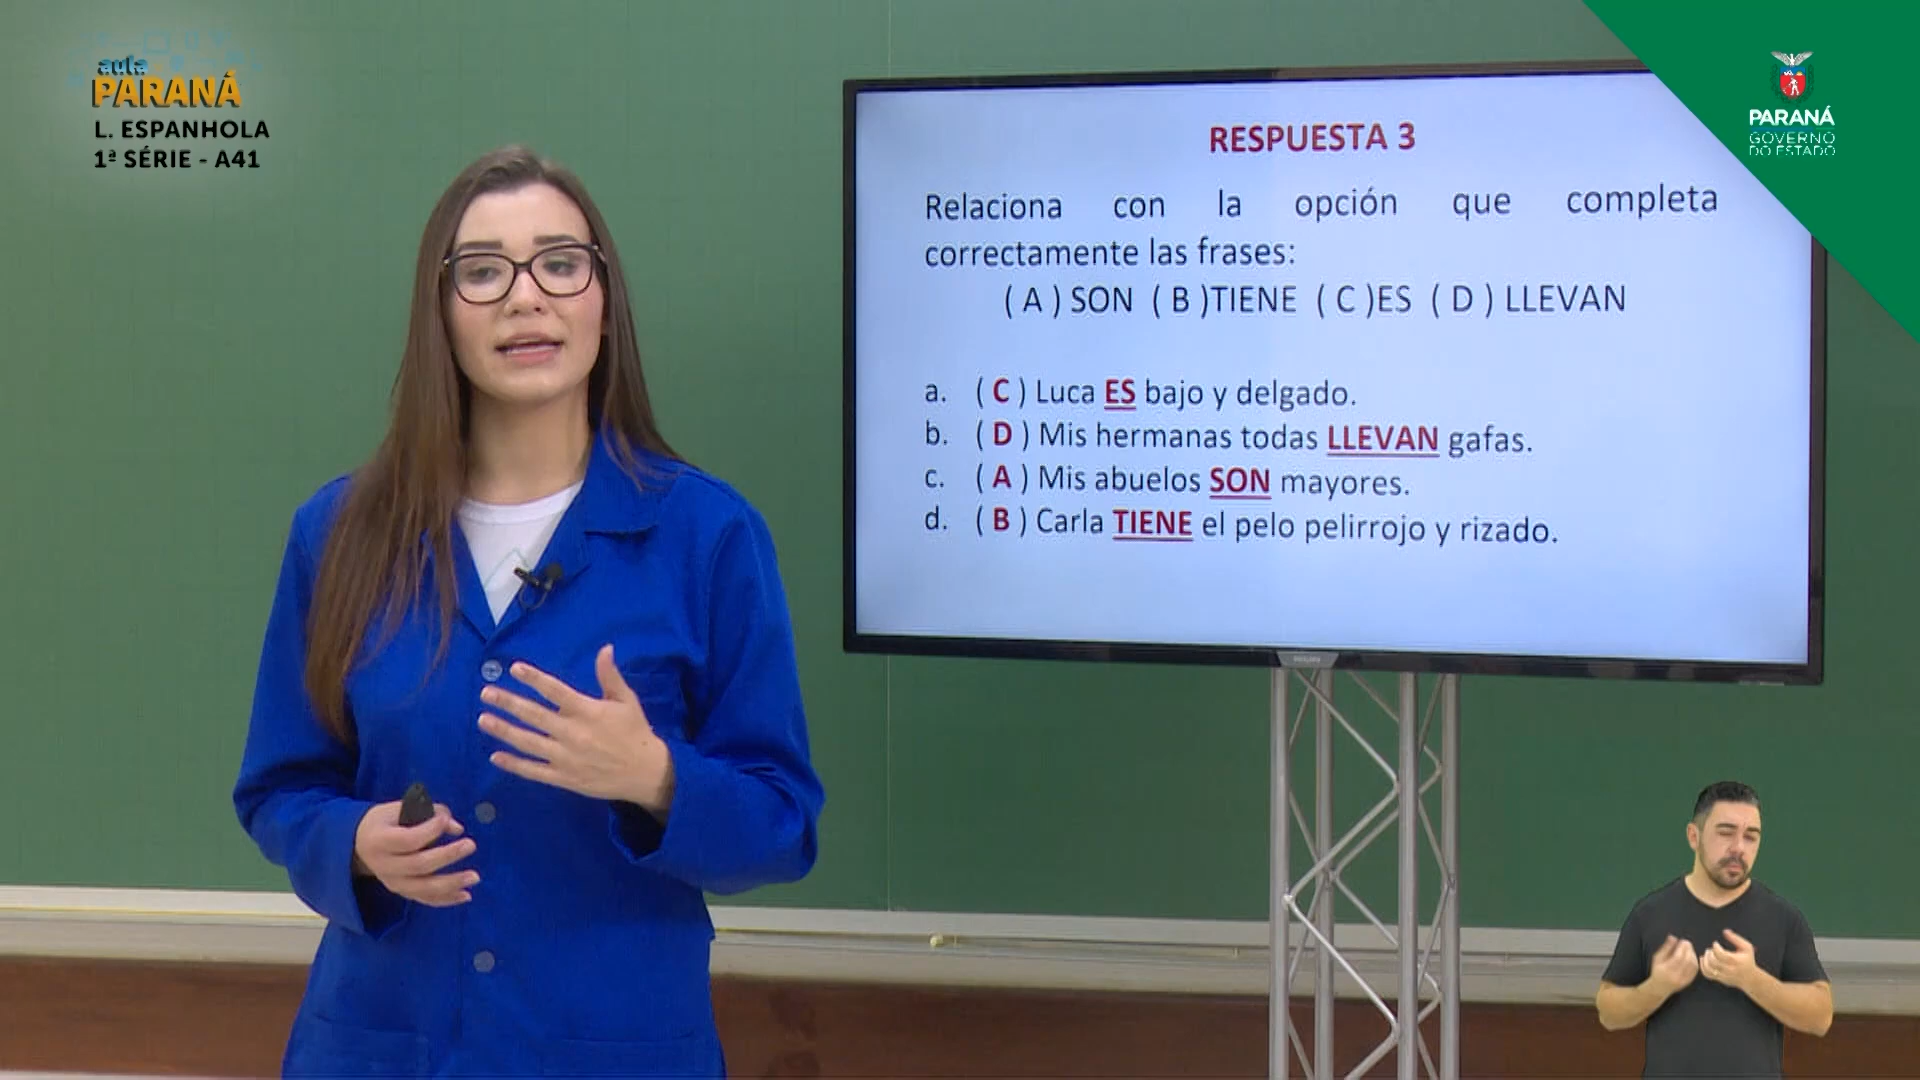 aula
PARANÁ
L. ESPANHOLA
1ª SÉRIE - A41
PARANÁ
GOVERNO
DO ESTADO
RESPUESTA 3
Relaciona con la opción que completa
correctamente las frases:
( A ) SON ( B )TIENE ( C )ES ( D ) LLEVAN
a. ( C ) Luca ES bajo y delgado.
b. ( D ) Mis hermanas todas LLEVAN gafas.
c. ( A ) Mis abuelos SON mayores.
d. ( B ) Carla TIENE el pelo pelirrojo y rizado.
PHILIPS